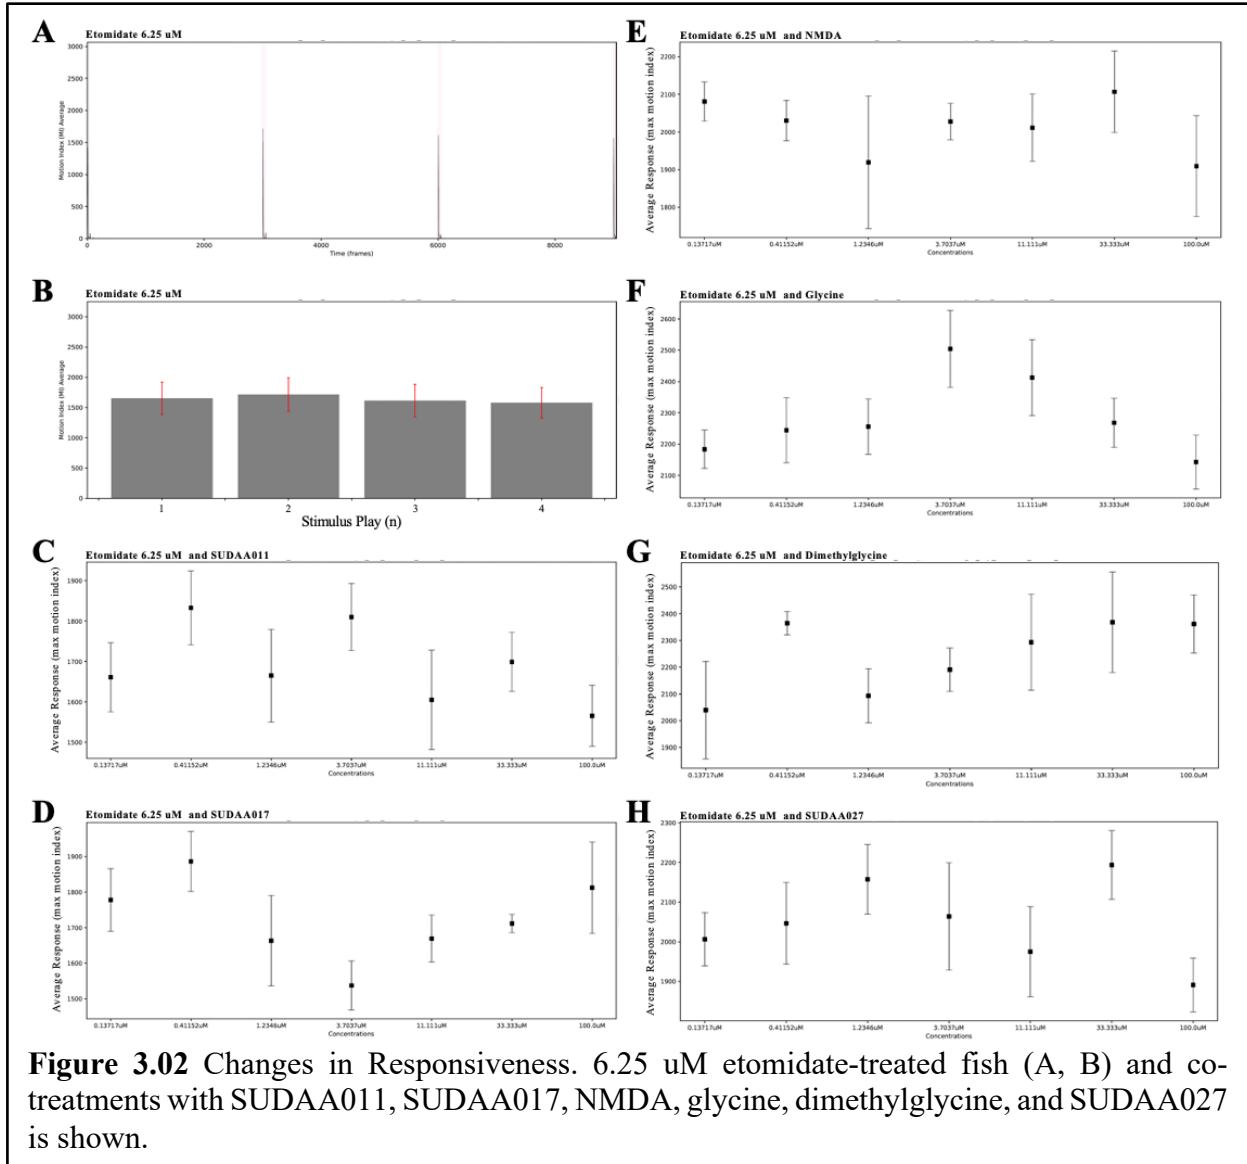 A
Etomidate 6.25 uM
Motion Index (MI) Average
3000
2500
2000
1500
1000
500
0
0 2000 4000 6000 8000
Time (frames)
B
Etomidate 6.25 uM
Motion Index (MI) Average
3000
2500
2000
1500
1000
500
0
1 2 3 4
Stimulus Play (n)
C
Etomidate 6.25 uM and SUDAA011
Average Response (max motion index)
1900
1800
1700
1600
1500
0.13717uM 0.41152uM 1.2346uM 3.7037uM 11.111uM 33.333uM 100.0uM
Concentrations
D
Etomidate 6.25 uM and SUDAA017
Average Response (max motion index)
1900
1800
1700
1600
1500
0.13717uM 0.41152uM 1.2346uM 3.7037uM 11.111uM 33.333uM 100.0uM
Concentrations
E
Etomidate 6.25 uM and NMDA
Average Response (max motion index)
2200
2100
2000
1900
1800
0.13717uM 0.41152uM 1.2346uM 3.7037uM 11.111uM 33.333uM 100.0uM
Concentrations
F
Etomidate 6.25 uM and Glycine
Average Response (max motion index)
2600
2500
2400
2300
2200
2100
0.13717uM 0.41152uM 1.2346uM 3.7037uM 11.111uM 33.333uM 100.0uM
Concentrations
G
Etomidate 6.25 uM and Dimethylglycine
Average Response (max motion index)
2500
2400
2300
2200
2100
2000
1900
0.13717uM 0.41152uM 1.2346uM 3.7037uM 11.111uM 33.333uM 100.0uM
Concentrations
H
Etomidate 6.25 uM and SUDAA027
Average Response (max motion index)
2300
2200
2100
2000
1900
0.13717uM 0.41152uM 1.2346uM 3.7037uM 11.111uM 33.333uM 100.0uM
Concentrations
Figure 3.02 Changes in Responsiveness. 6.25 uM etomidate-treated fish (A, B) and co-
treatments with SUDAA011, SUDAA017, NMDA, glycine, dimethylglycine, and SUDAA027
is shown.